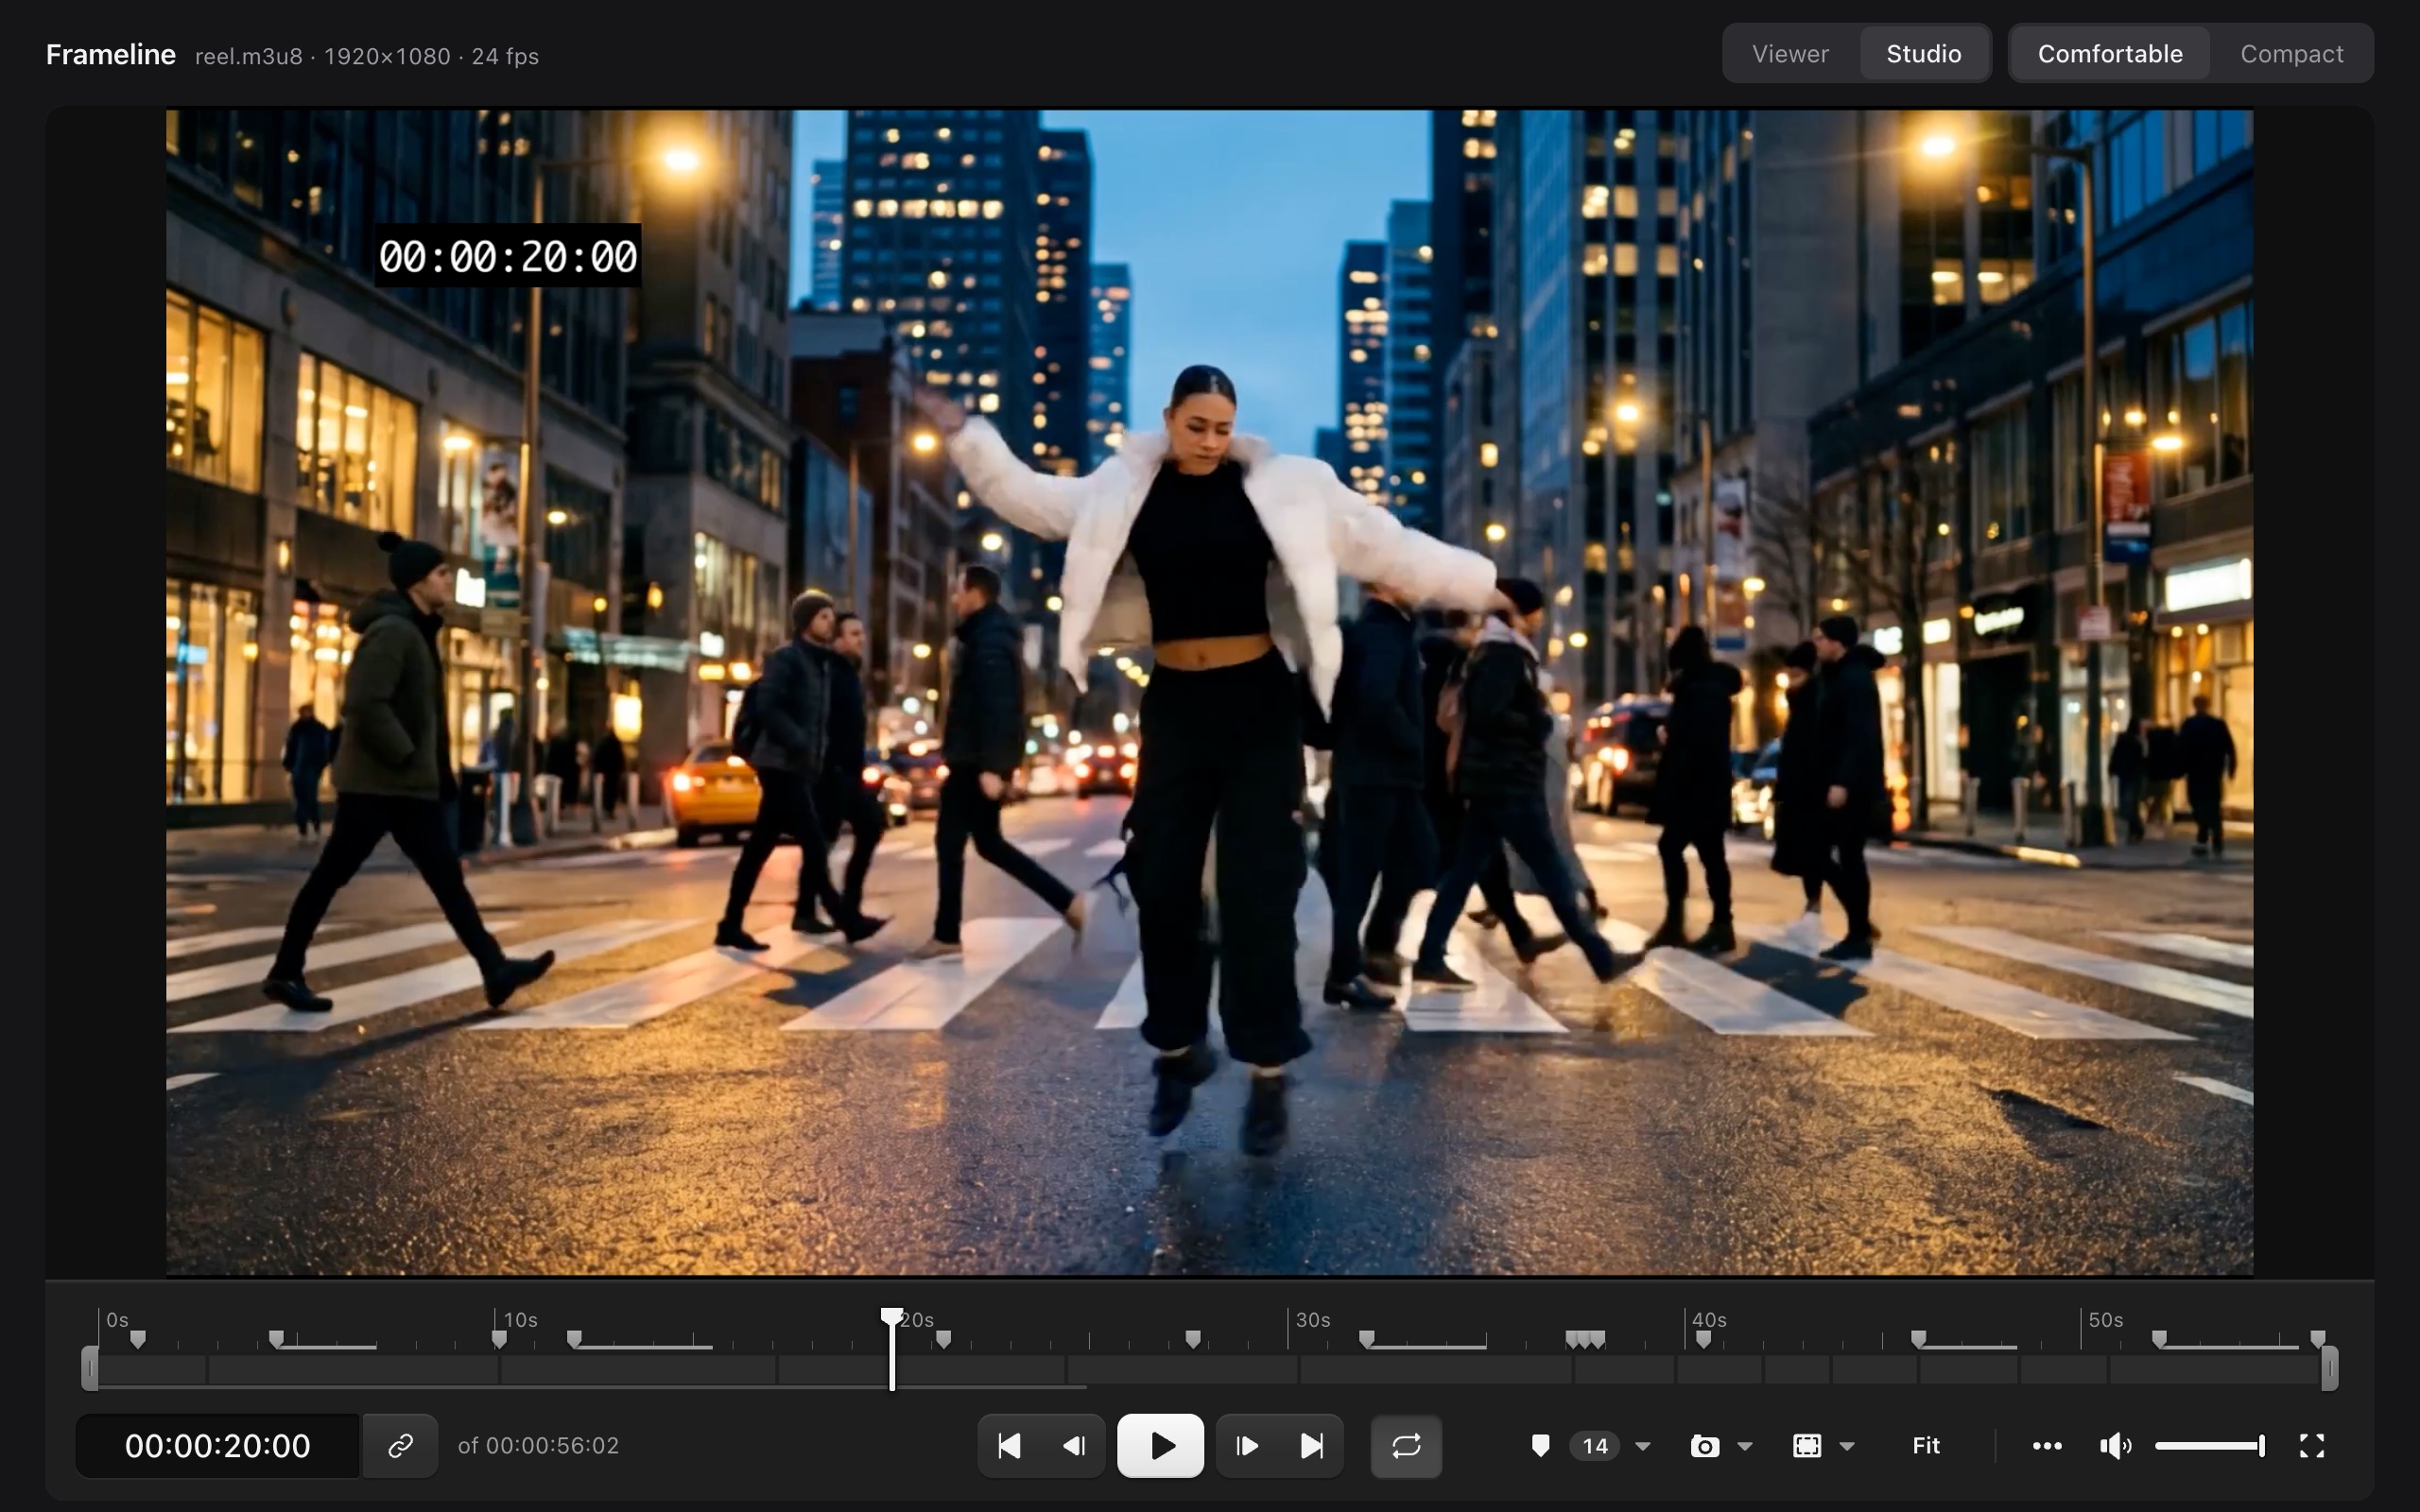 Frameline reel.m3u8 · 1920×1080 · 24 fps
Viewer Studio Comfortable Compact
00:00:20:00
0s 10s 20s 30s 40s 50s
00:00:20:00 of 00:00:56:02 14 Fit